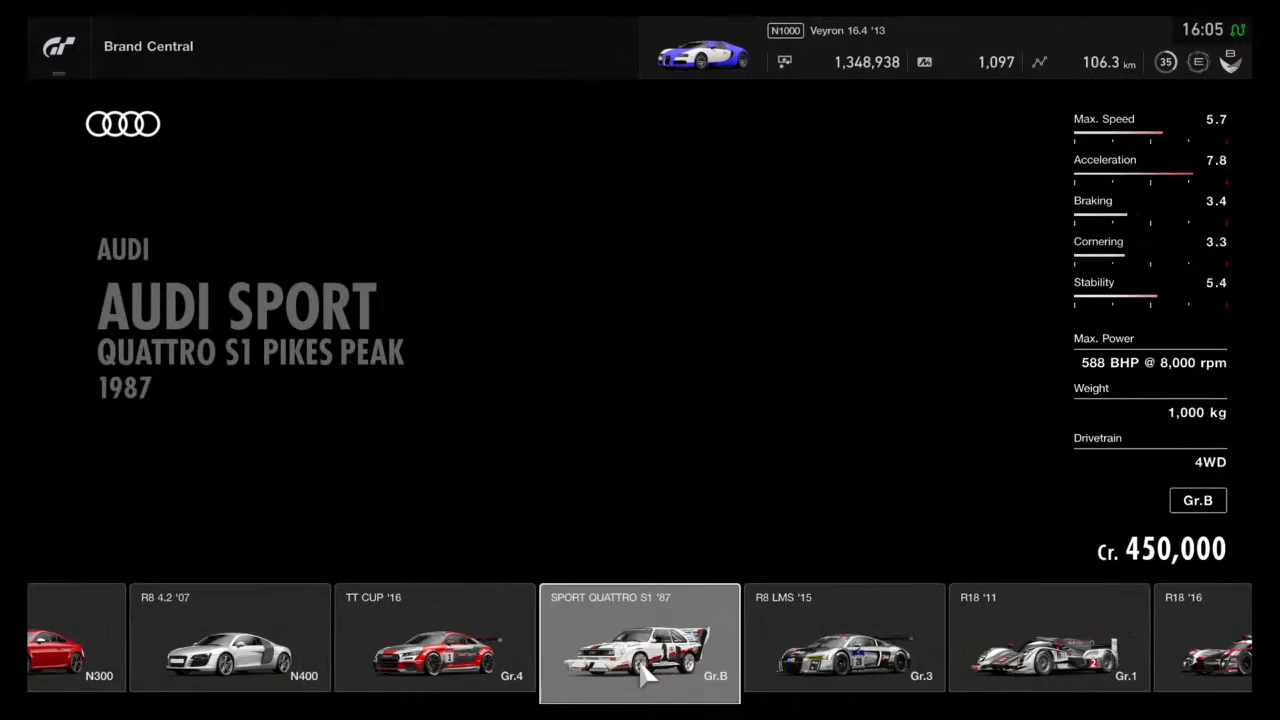 Brand Central
N1000 Veyron 16.4 '13
16:05
1,348,938 1,097 106.3 km 35 E B
Max. Speed 5.7
Acceleration 7.8
Braking 3.4
Cornering 3.3
Stability 5.4
AUDI
AUDI SPORT
QUATTRO S1 PIKES PEAK
1987
Max. Power
588 BHP @ 8,000 rpm
Weight
1,000 kg
Drivetrain
4WD
Gr.B
Cr. 450,000
N300
R8 4.2 '07
N400
TT CUP '16
Gr.4
SPORT QUATTRO S1 '87
Gr.B
R8 LMS '15
Gr.3
R18 '11
Gr.1
R18 '16